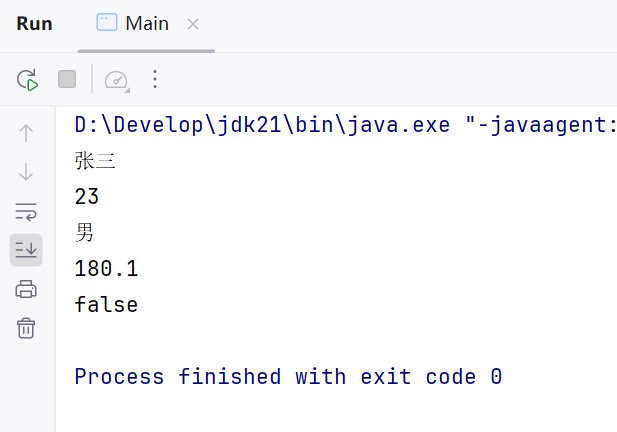 Run Main
D:\Develop\jdk21\bin\java.exe "-javaagent:
张三
23
男
180.1
false
Process finished with exit code 0